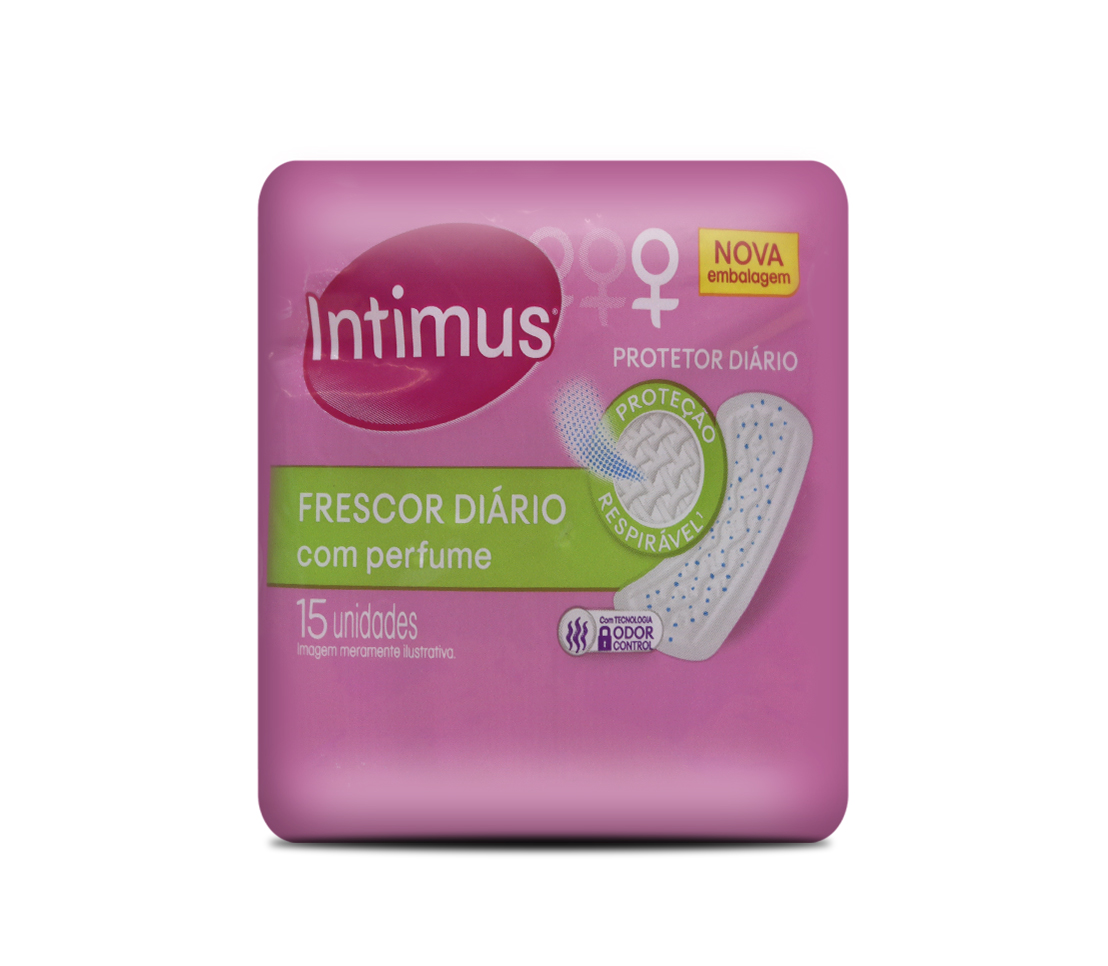 Intimus®
NOVA
embalagem
PROTETOR DIÁRIO
PROTEÇÃO
RESPIRÁVEL¹
FRESCOR DIÁRIO
com perfume
15 unidades
Imagem meramente ilustrativa.
Com TECNOLOGIA
ODOR
CONTROL